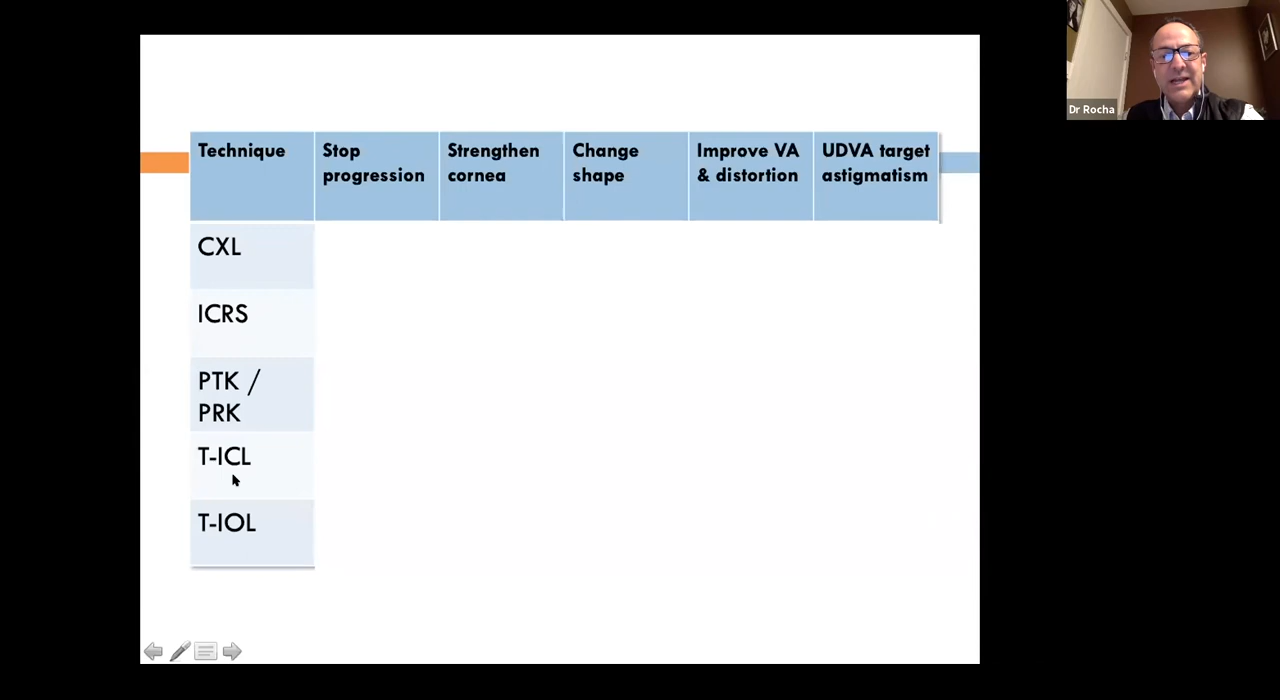 Technique
Stop
progression
Strengthen
cornea
Change
shape
Improve VA
& distortion
UDVA target
astigmatism
CXL
ICRS
PTK /
PRK
T-ICL
T-IOL
Dr Rocha